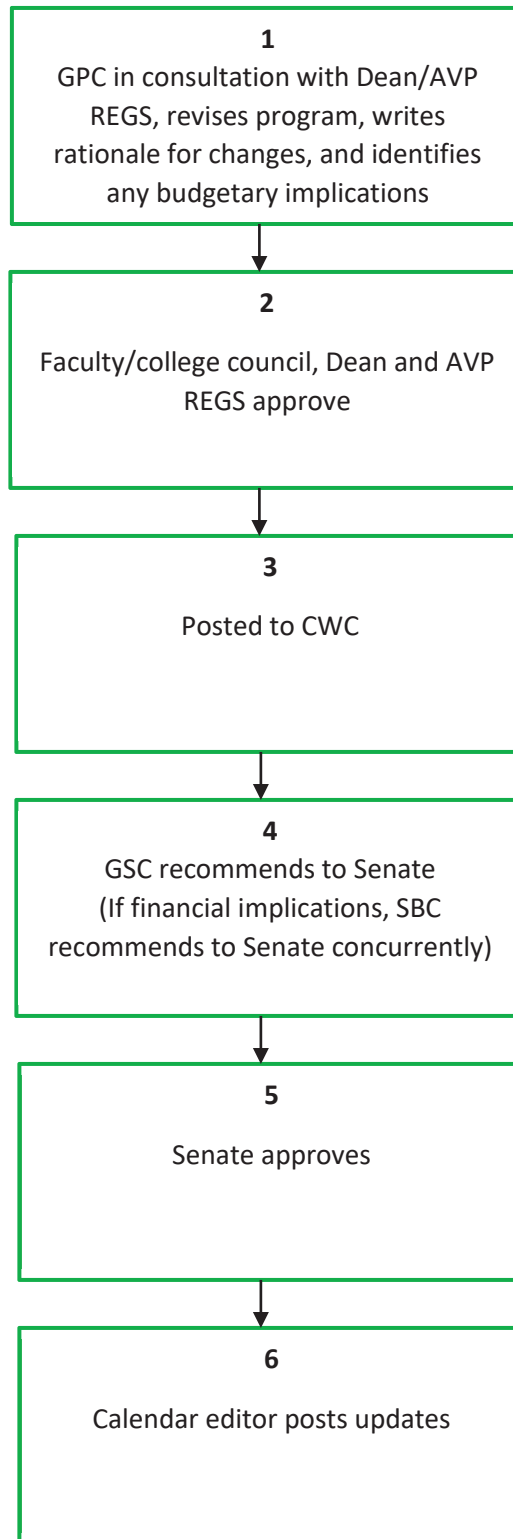 1
GPC in consultation with Dean/AVP
REGS, revises program, writes
rationale for changes, and identifies
any budgetary implications
2
Faculty/college council, Dean and AVP
REGS approve
3
Posted to CWC
4
GSC recommends to Senate
(If financial implications, SBC
recommends to Senate concurrently)
5
Senate approves
6
Calendar editor posts updates